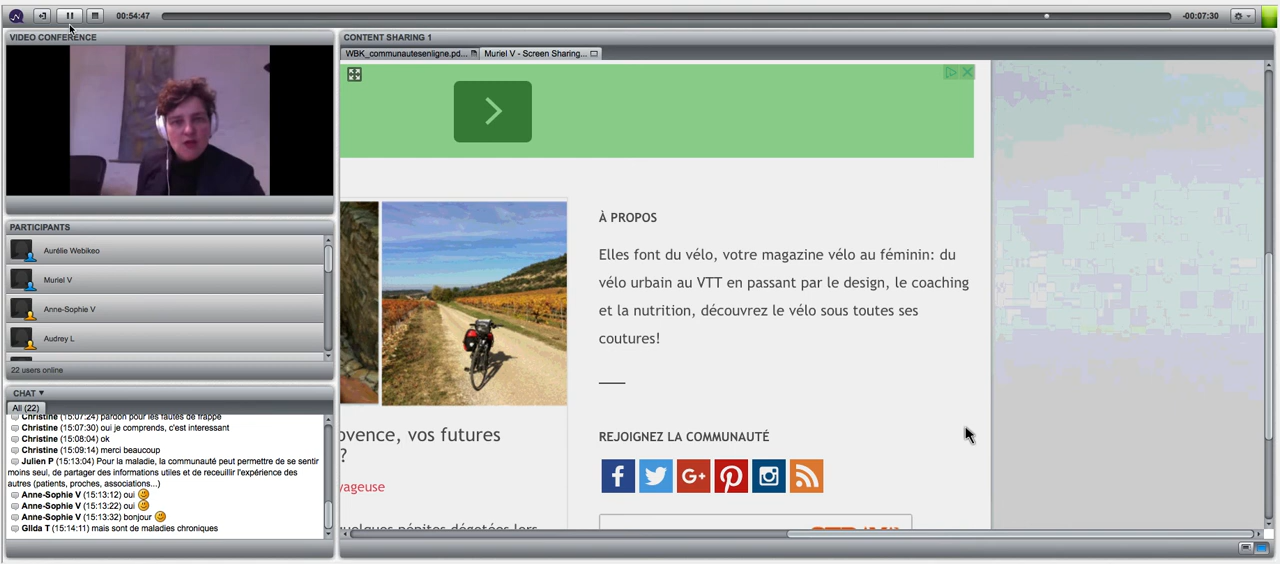 00:54:47
-00:07:30
VIDEO CONFERENCE
CONTENT SHARING 1
WBK_communautesenligne.pd...
Muriel V - Screen Sharing...
PARTICIPANTS
Aurélie Webikeo
Muriel V
Anne-Sophie V
Audrey L
22 users online
CHAT
All (22)
Christine (15:07:24) pardon pour les fautes de frappe
Christine (15:07:30) oui je comprends, c'est interessant
Christine (15:08:04) ok
Christine (15:09:14) merci beaucoup
Julien P (15:13:04) Pour la maladie, la communauté peut permettre de se sentir
moins seul, de partager des informations utiles et de receuillir l'expérience des
autres (patients, proches, associations...)
Anne-Sophie V (15:13:12) oui
Anne-Sophie V (15:13:22) oui
Anne-Sophie V (15:13:32) bonjour
Gilda T (15:14:11) mais sont de maladies chroniques
ovence, vos futures
?
yageuse
À PROPOS
Elles font du vélo, votre magazine vélo au féminin: du
vélo urbain au VTT en passant par le design, le coaching
et la nutrition, découvrez le vélo sous toutes ses
coutures!
REJOIGNEZ LA COMMUNAUTÉ